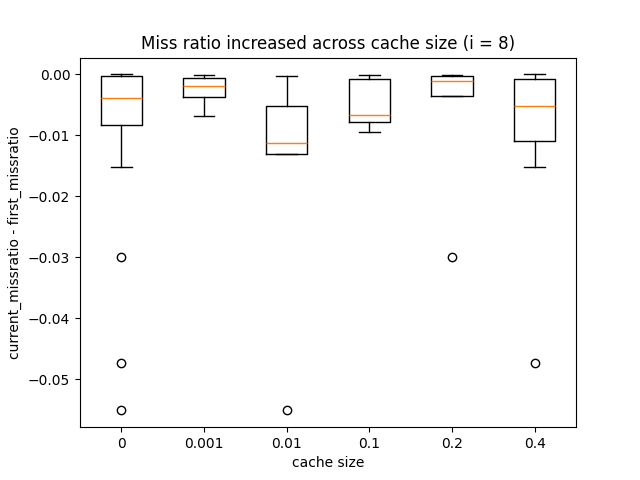 Miss ratio increased across cache size (i = 8)
current_missratio - first_missratio
0.00
−0.01
−0.02
−0.03
−0.04
−0.05
0 0.001 0.01 0.1 0.2 0.4
cache size